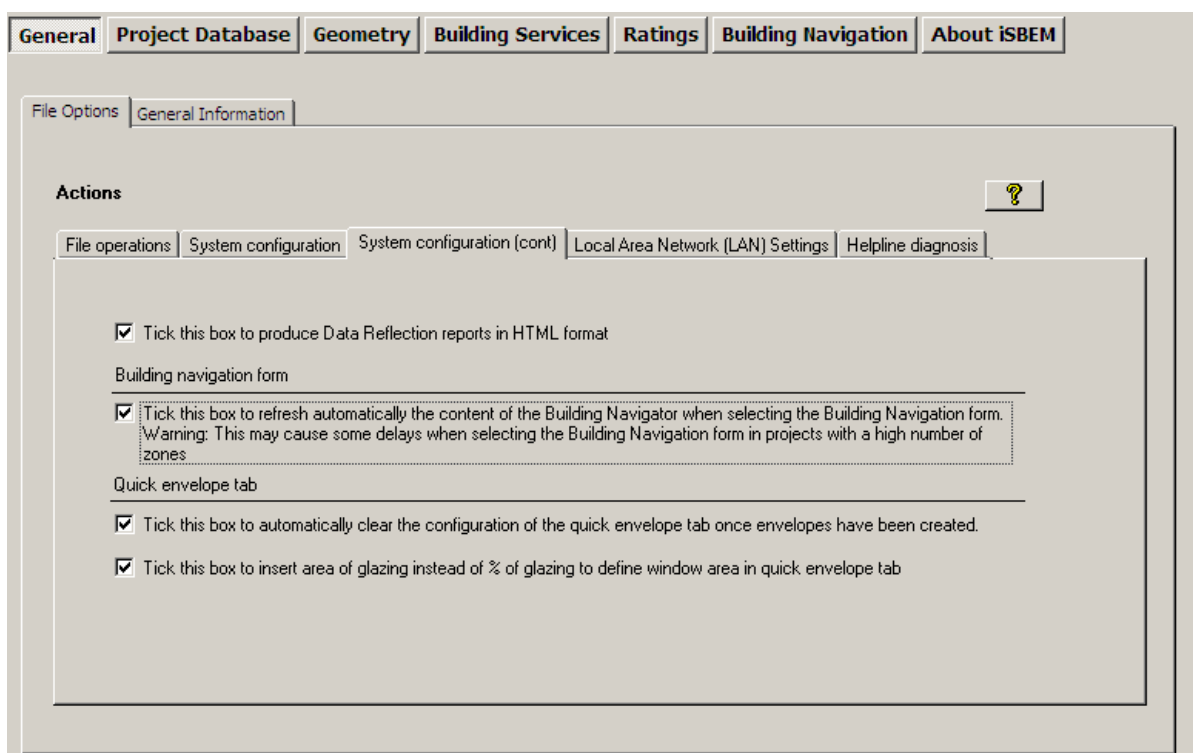 General Project Database Geometry Building Services Ratings Building Navigation About iSBEM
File Options General Information
Actions
?
File operations System configuration System configuration (cont) Local Area Network (LAN) Settings Helpline diagnosis
Tick this box to produce Data Reflection reports in HTML format
Building navigation form
Tick this box to refresh automatically the content of the Building Navigator when selecting the Building Navigation form.
Warning: This may cause some delays when selecting the Building Navigation form in projects with a high number of
zones
Quick envelope tab
Tick this box to automatically clear the configuration of the quick envelope tab once envelopes have been created.
Tick this box to insert area of glazing instead of % of glazing to define window area in quick envelope tab